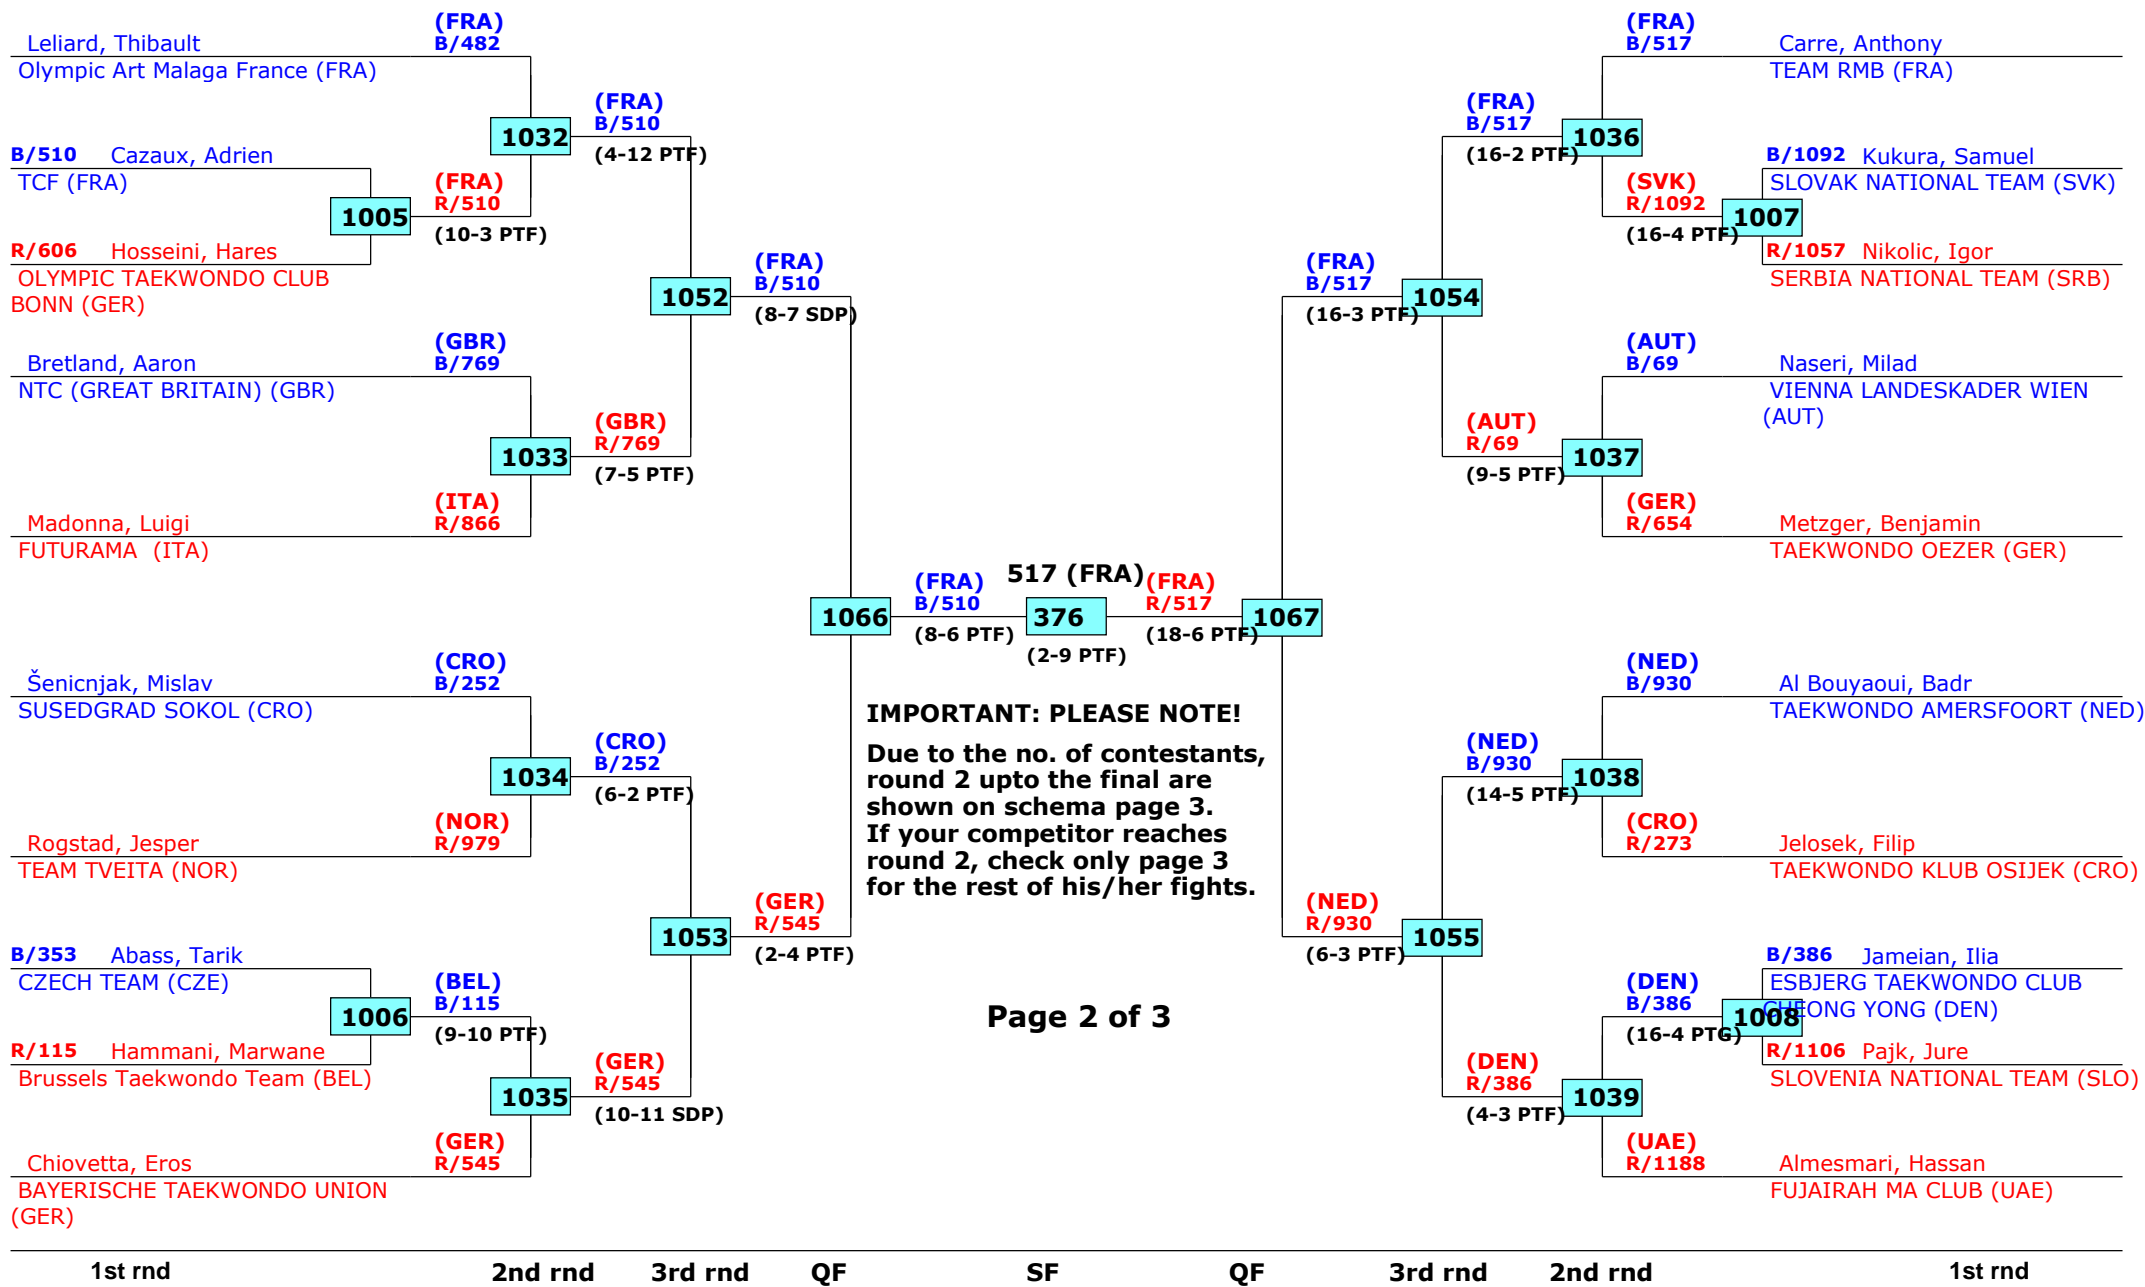 (FRA)
Leliard, Thibault B/482
Olympic Art Malaga France (FRA)
(FRA)
B/510
1032
(4-12 PTF)
B/510 Cazaux, Adrien
TCF (FRA)
(FRA)
R/510
1005
(10-3 PTF)
R/606 Hosseini, Hares
OLYMPIC TAEKWONDO CLUB
BONN (GER)
(FRA)
B/510
1052
(8-7 SDP)
(GBR)
Bretland, Aaron B/769
NTC (GREAT BRITAIN) (GBR)
(GBR)
R/769
1033
(7-5 PTF)
(ITA)
Madonna, Luigi R/866
FUTURAMA (ITA)
(FRA)
B/510
1066
(8-6 PTF)
(CRO)
Šenicnjak, Mislav B/252
SUSEDGRAD SOKOL (CRO)
(CRO)
B/252
1034
(6-2 PTF)
(NOR)
Rogstad, Jesper R/979
TEAM TVEITA (NOR)
(GER)
R/545
1053
(2-4 PTF)
B/353 Abass, Tarik
CZECH TEAM (CZE)
(BEL)
B/115
1006
(9-10 PTF)
R/115 Hammani, Marwane
Brussels Taekwondo Team (BEL)
(GER)
R/545
1035
(10-11 SDP)
(GER)
Chiovetta, Eros R/545
BAYERISCHE TAEKWONDO UNION
(GER)
517 (FRA)
376
(2-9 PTF)
IMPORTANT: PLEASE NOTE!
Due to the no. of contestants,
round 2 upto the final are
shown on schema page 3.
If your competitor reaches
round 2, check only page 3
for the rest of his/her fights.
Page 2 of 3
(FRA)
B/517 Carre, Anthony
TEAM RMB (FRA)
(FRA)
B/517
1036
(16-2 PTF)
B/1092 Kukura, Samuel
SLOVAK NATIONAL TEAM (SVK)
(SVK)
R/1092
1007
(16-4 PTF)
R/1057 Nikolic, Igor
SERBIA NATIONAL TEAM (SRB)
(FRA)
B/517
1054
(16-3 PTF)
(AUT)
B/69 Naseri, Milad
VIENNA LANDESKADER WIEN
(AUT)
(AUT)
R/69
1037
(9-5 PTF)
(GER)
R/654 Metzger, Benjamin
TAEKWONDO OEZER (GER)
(FRA)
R/517
1067
(18-6 PTF)
(NED)
B/930 Al Bouyaoui, Badr
TAEKWONDO AMERSFOORT (NED)
(NED)
B/930
1038
(14-5 PTF)
(CRO)
R/273 Jelosek, Filip
TAEKWONDO KLUB OSIJEK (CRO)
(NED)
R/930
1055
(6-3 PTF)
B/386 Jameian, Ilia
ESBJERG TAEKWONDO CLUB
CHEONG YONG (DEN)
(DEN)
B/386
1008
(16-4 PTG)
R/1106 Pajk, Jure
SLOVENIA NATIONAL TEAM (SLO)
(DEN)
R/386
1039
(4-3 PTF)
(UAE)
R/1188 Almesmari, Hassan
FUJAIRAH MA CLUB (UAE)
1st rnd 2nd rnd 3rd rnd QF SF QF 3rd rnd 2nd rnd 1st rnd